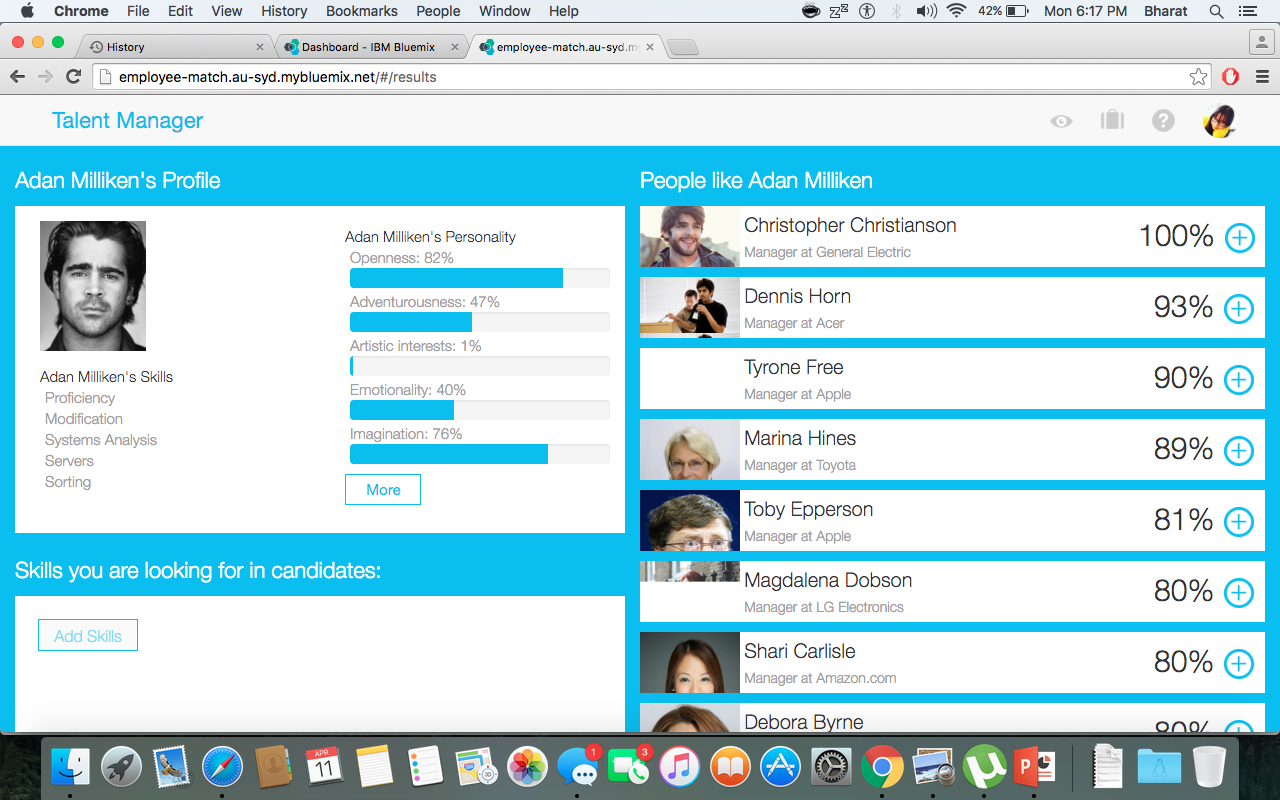 Chrome File Edit View History Bookmarks People Window Help 42% Mon 6:17 PM Bharat
History
Dashboard - IBM Bluemix
employee-match.au-syd.m
employee-match.au-syd.mybluemix.net/#/results
Talent Manager
Adan Milliken's Profile
Adan Milliken's Personality
Openness: 82%
Adventurousness: 47%
Artistic interests: 1%
Emotionality: 40%
Imagination: 76%
More
Adan Milliken's Skills
Proficiency
Modification
Systems Analysis
Servers
Sorting
Skills you are looking for in candidates:
Add Skills
People like Adan Milliken
Christopher Christianson
Manager at General Electric
100%
Dennis Horn
Manager at Acer
93%
Tyrone Free
Manager at Apple
90%
Marina Hines
Manager at Toyota
89%
Toby Epperson
Manager at Apple
81%
Magdalena Dobson
Manager at LG Electronics
80%
Shari Carlisle
Manager at Amazon.com
80%
Debora Byrne
80%
APR
11
1
3